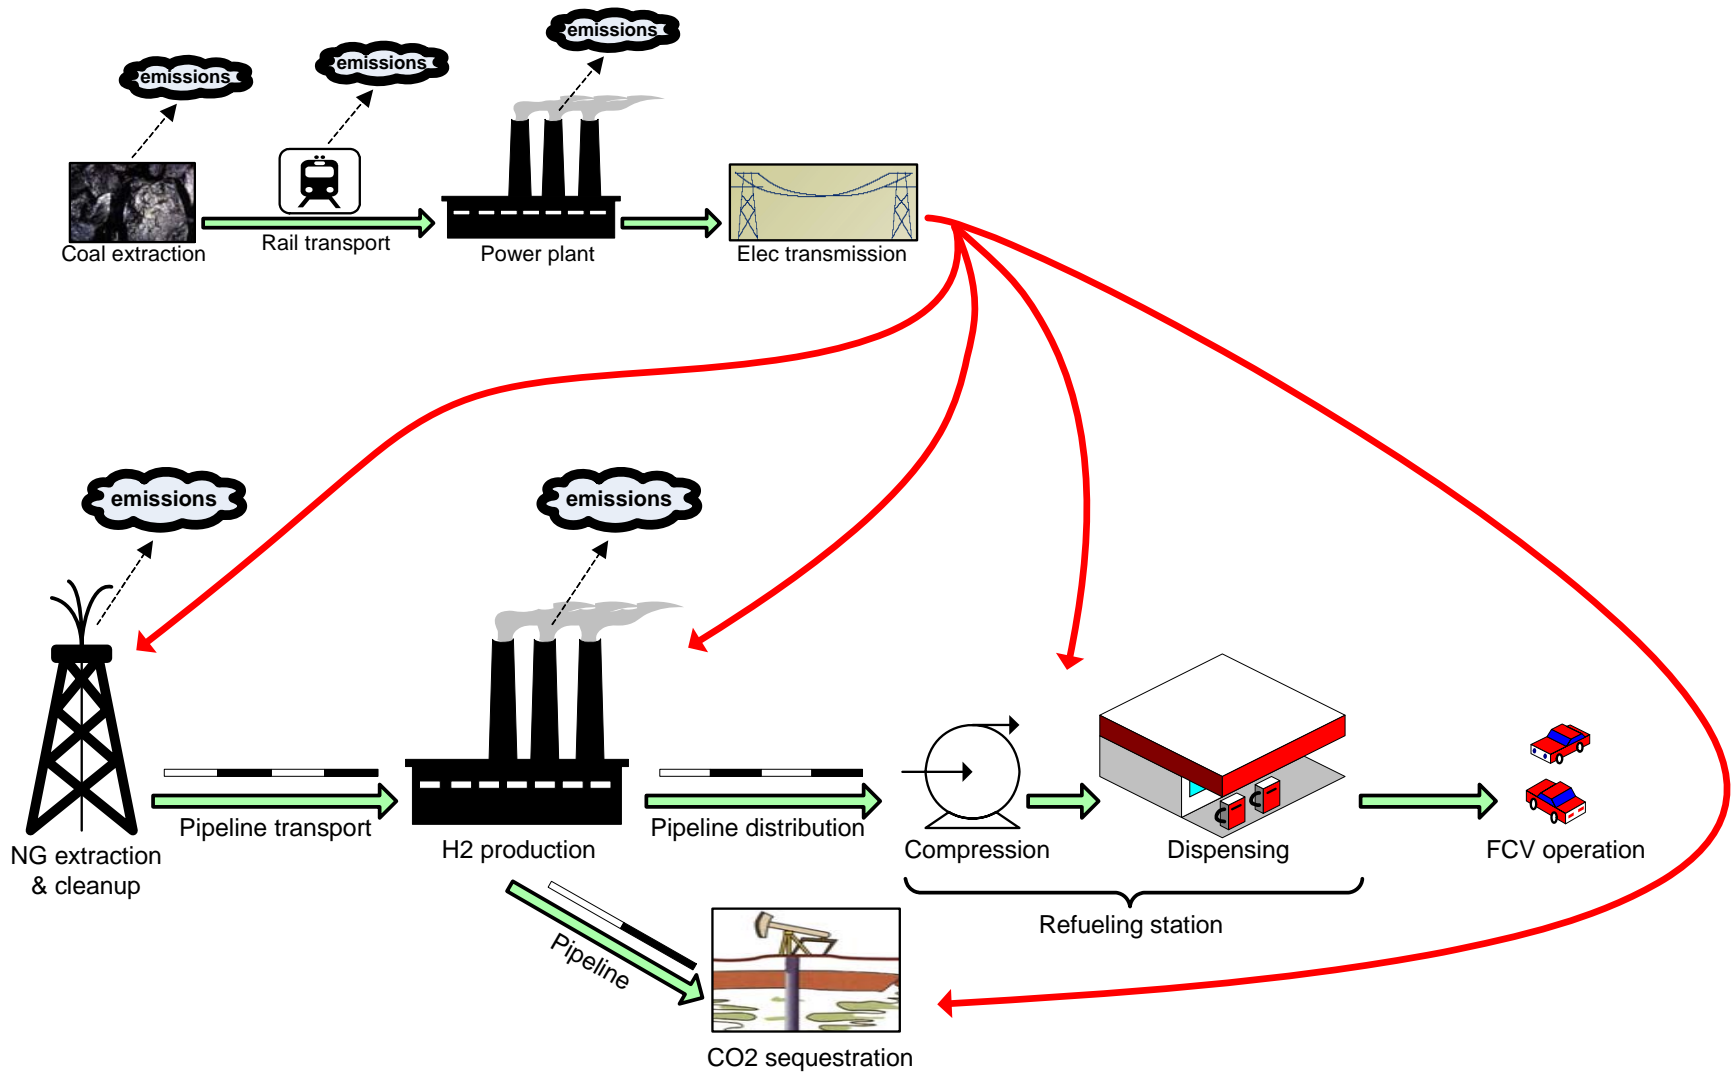 emissions
emissions
emissions
Coal extraction
Rail transport
Power plant
Elec transmission
emissions
emissions
Pipeline transport
Pipeline distribution
NG extraction
& cleanup
H2 production
Compression
Dispensing
FCV operation
Refueling station
Pipeline
CO2 sequestration